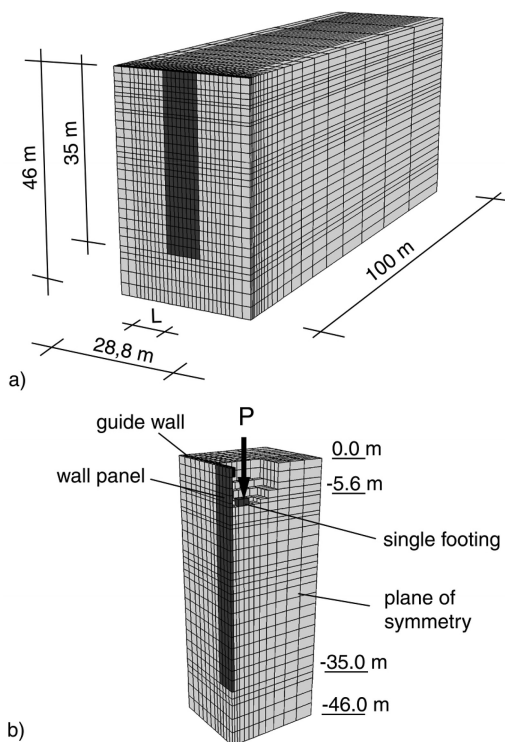 46 m
35 m
100 m
L
28,8 m
a)
P
guide wall
0.0 m
wall panel
-5.6 m
single footing
plane of
symmetry
-35.0 m
-46.0 m
b)